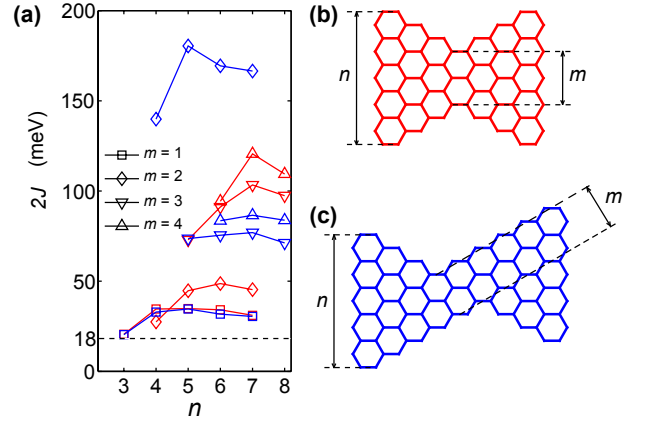 (a)
200
150
100
50
18
0
2J (meV)
m = 1
m = 2
m = 3
m = 4
3 4 5 6 7 8
n
(b)
n
m
(c)
n
m